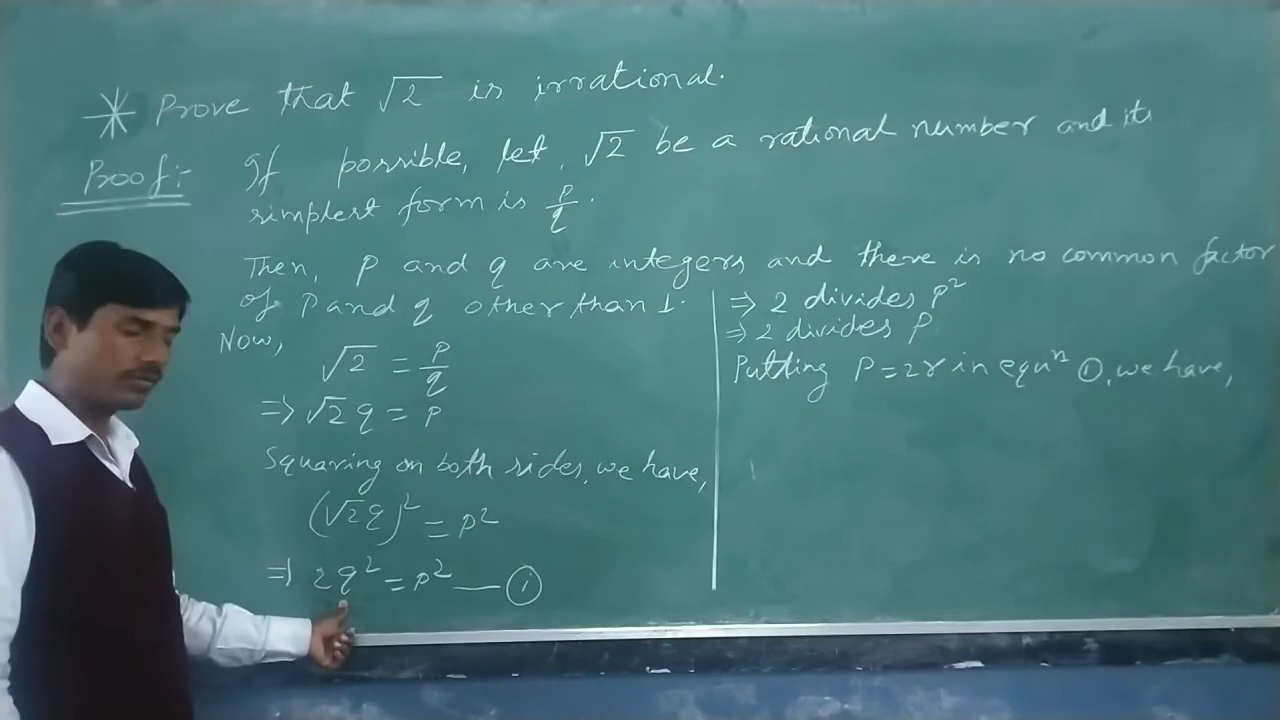 * Prove that √2 is irrational.
Proof:- If possible, let, √2 be a rational number and its
simplest form is p/q.
Then, p and q are integers and there is no common factor
of p and q other than 1.
Now,
√2 = p/q
⇒ √2 q = p
Squaring on both sides, we have,
(√2q)² = p²
⇒ 2q² = p² — ①
⇒ 2 divides p²
⇒ 2 divides p
Putting p = 2r in equⁿ ①, we have,